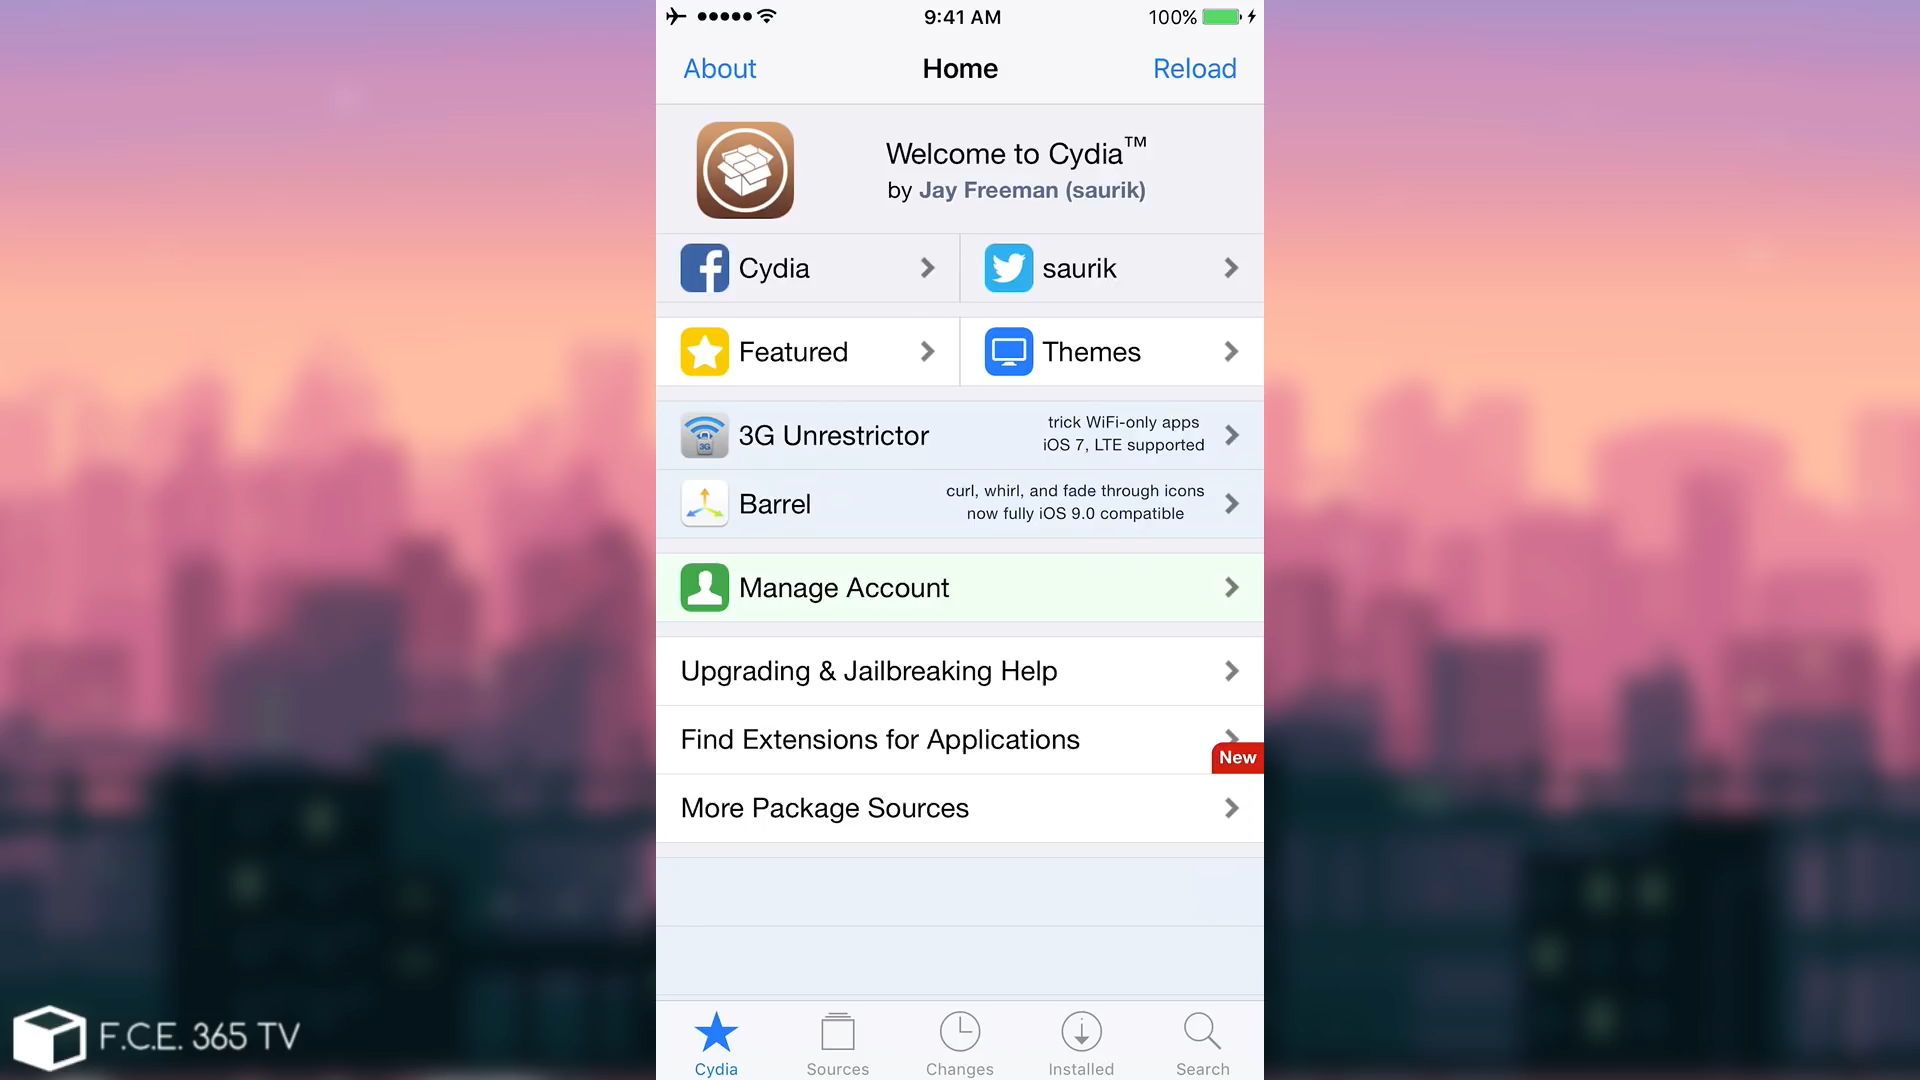 9:41 AM
100%
About
Home
Reload
Welcome to Cydia™
by Jay Freeman (saurik)
Cydia
saurik
Featured
Themes
3G
3G Unrestrictor
trick WiFi-only apps
iOS 7, LTE supported
Barrel
curl, whirl, and fade through icons
now fully iOS 9.0 compatible
Manage Account
Upgrading & Jailbreaking Help
Find Extensions for Applications
New
More Package Sources
Cydia
Sources
Changes
Installed
Search
F.C.E. 365 TV